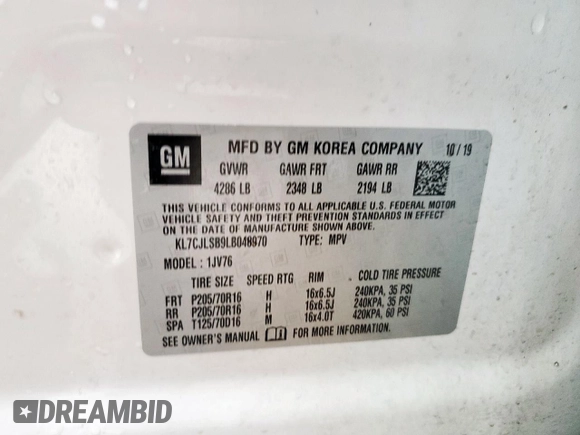 GM
MFD BY GM KOREA COMPANY 10/19
GVWR GAWR FRT GAWR RR
4286 LB 2348 LB 2194 LB
THIS VEHICLE CONFORMS TO ALL APPLICABLE U.S. FEDERAL MOTOR
VEHICLE SAFETY AND THEFT PREVENTION STANDARDS IN EFFECT ON
THE DATE OF MANUFACTURE SHOWN ABOVE.
KL7CJLSB9LB048970 TYPE: MPV
MODEL : 1JV76
TIRE SIZE SPEED RTG RIM COLD TIRE PRESSURE
FRT P205/70R16 H 16x6.5J 240KPA, 35 PSI
RR P205/70R16 H 16x6.5J 240KPA, 35 PSI
SPA T125/70D16 M 16x4.0T 420KPA, 60 PSI
SEE OWNER'S MANUAL FOR MORE INFORMATION.
DREAMBID